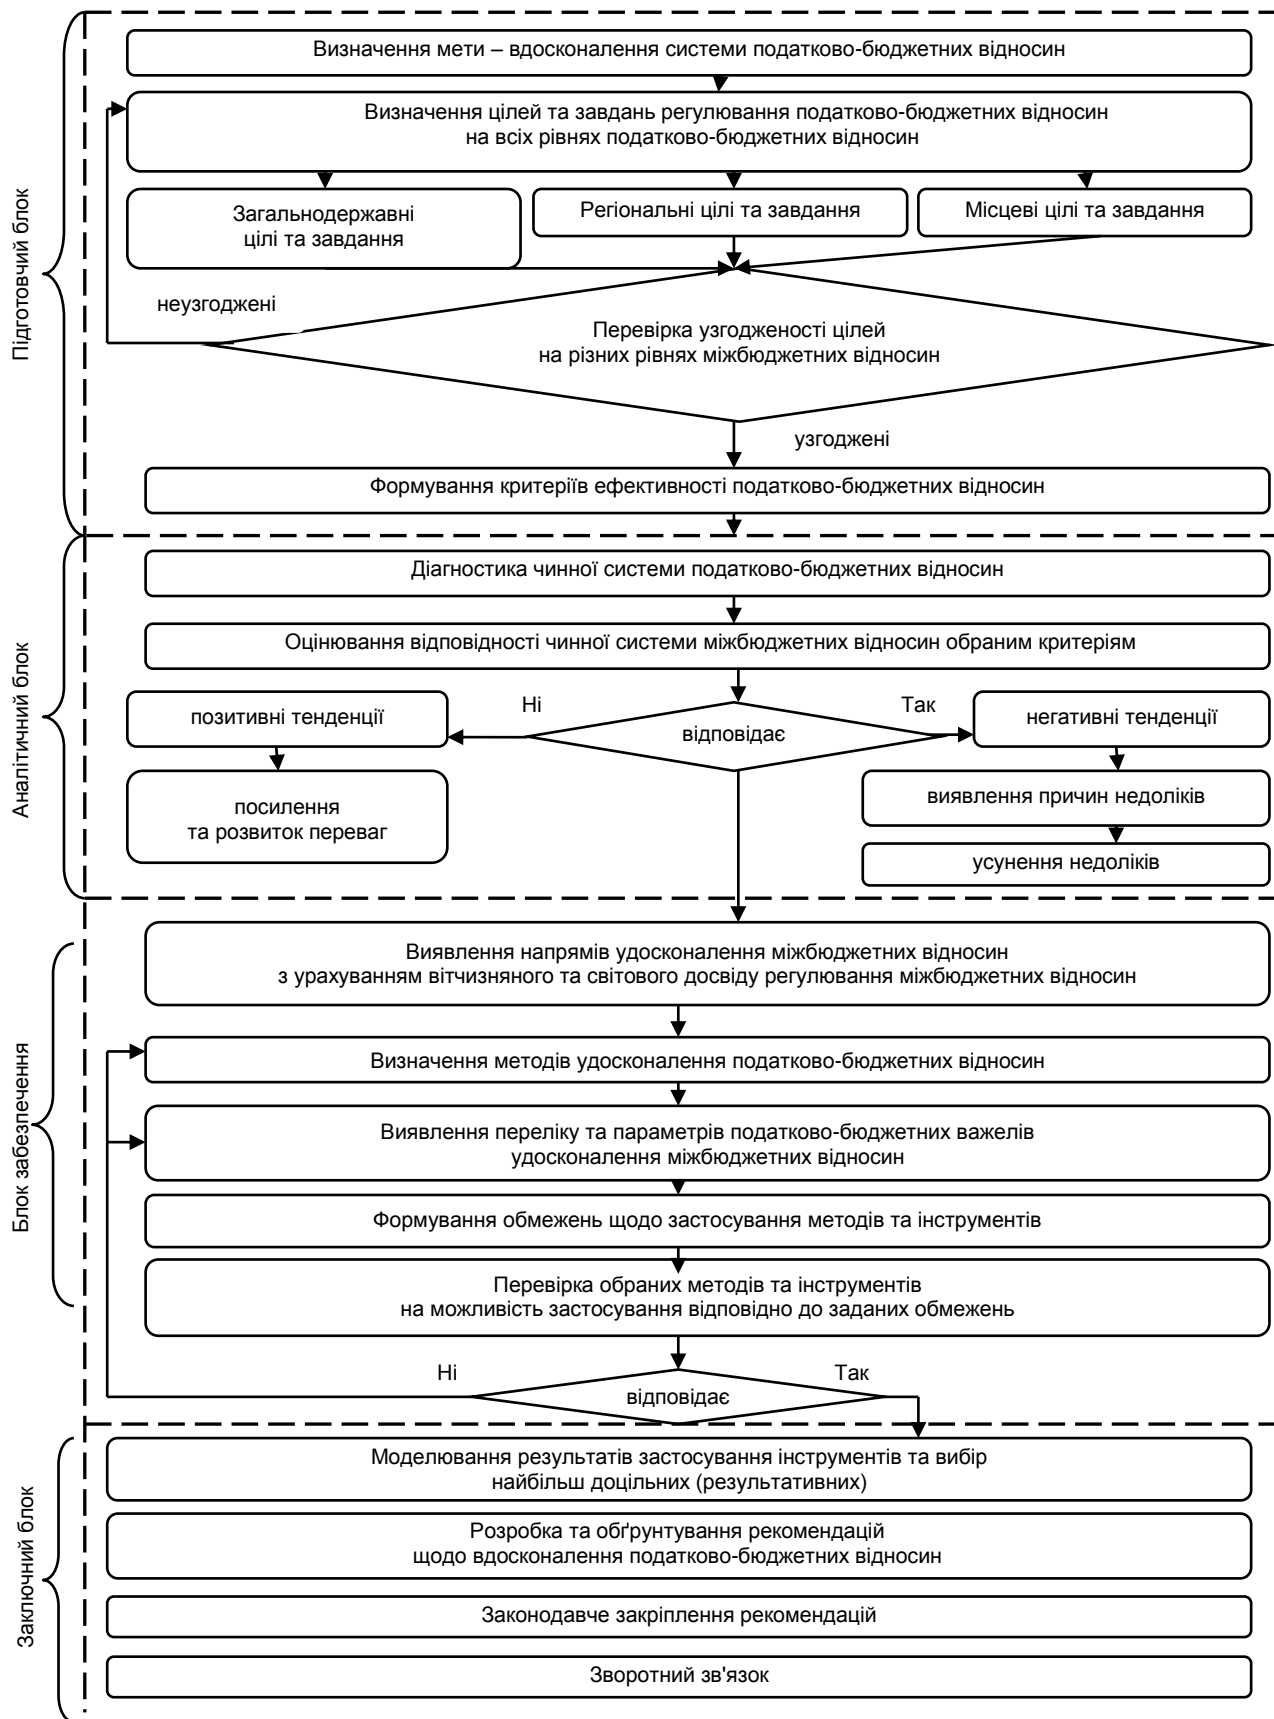 Підготовчий блок
Визначення мети – вдосконалення системи податково-бюджетних відносин
Визначення цілей та завдань регулювання податково-бюджетних відносин
на всіх рівнях податково-бюджетних відносин
Загальнодержавні
цілі та завдання
Регіональні цілі та завдання
Місцеві цілі та завдання
неузгоджені
Перевірка узгодженості цілей
на різних рівнях міжбюджетних відносин
узгоджені
Формування критеріїв ефективності податково-бюджетних відносин
Аналітичний блок
Діагностика чинної системи податково-бюджетних відносин
Оцінювання відповідності чинної системи міжбюджетних відносин обраним критеріям
Ні
Так
позитивні тенденції
відповідає
негативні тенденції
посилення
та розвиток переваг
виявлення причин недоліків
усунення недоліків
Блок забезпечення
Виявлення напрямів удосконалення міжбюджетних відносин
з урахуванням вітчизняного та світового досвіду регулювання міжбюджетних відносин
Визначення методів удосконалення податково-бюджетних відносин
Виявлення переліку та параметрів податково-бюджетних важелів
удосконалення міжбюджетних відносин
Формування обмежень щодо застосування методів та інструментів
Перевірка обраних методів та інструментів
на можливість застосування відповідно до заданих обмежень
Ні
Так
відповідає
Заключний блок
Моделювання результатів застосування інструментів та вибір
найбільш доцільних (результативних)
Розробка та обґрунтування рекомендацій
щодо вдосконалення податково-бюджетних відносин
Законодавче закріплення рекомендацій
Зворотний зв'язок